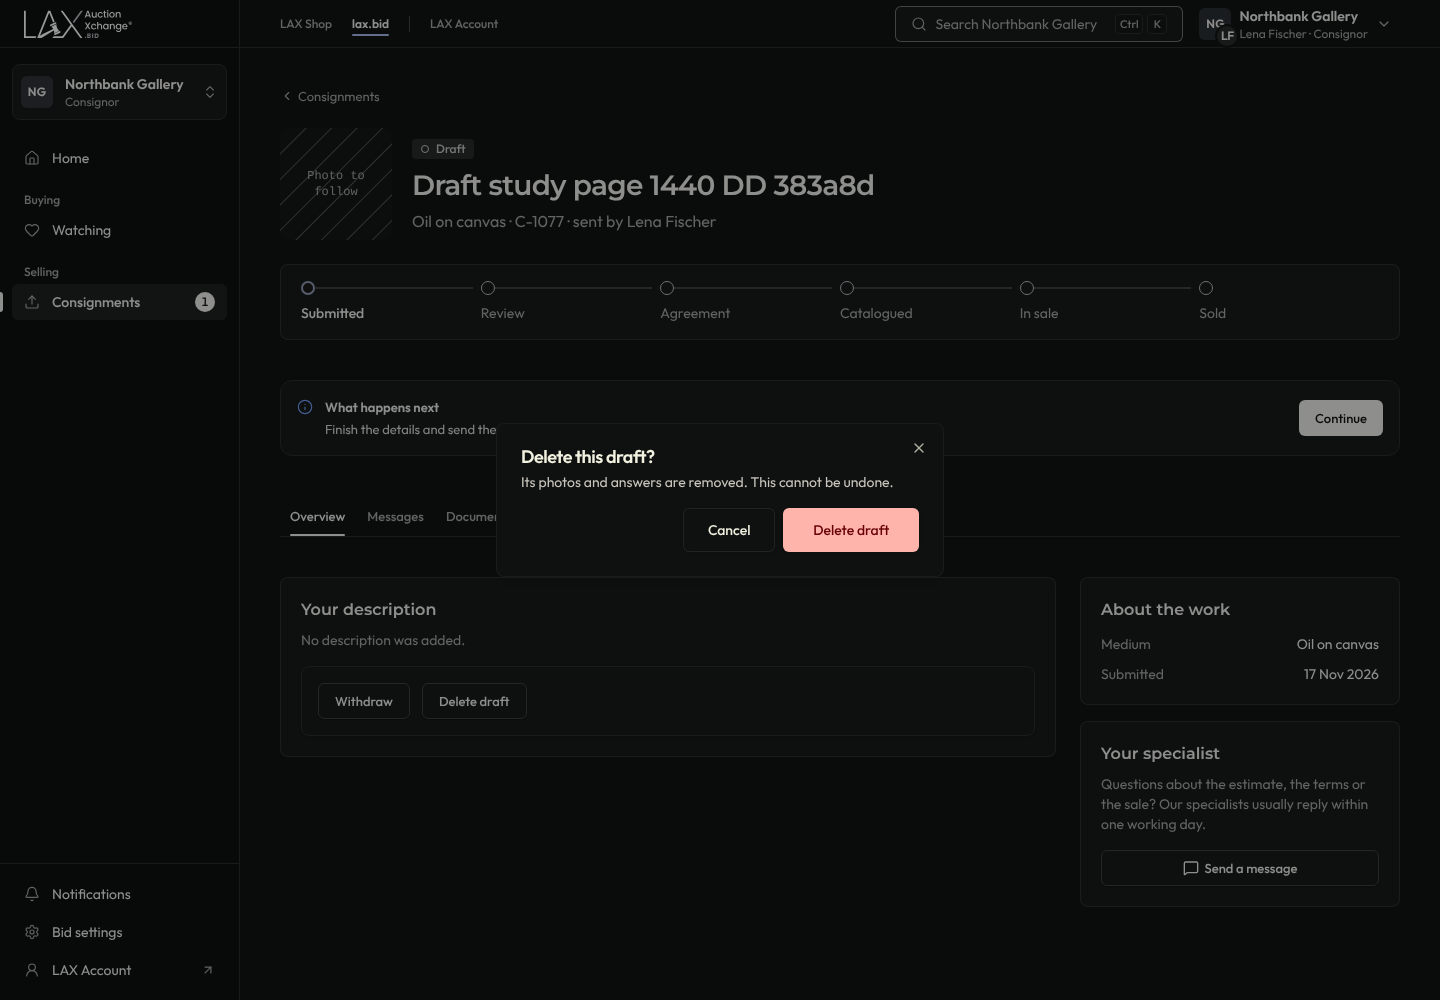 LAX Auction Xchange® .BID
LAX Shop
lax.bid
LAX Account
Search Northbank Gallery
Ctrl K
NG
LF
Northbank Gallery
Lena Fischer · Consignor
NG
Northbank Gallery
Consignor
Home
Buying
Watching
Selling
Consignments
1
Notifications
Bid settings
LAX Account
Consignments
Photo to
follow
Draft
Draft study page 1440 DD 383a8d
Oil on canvas · C-1077 · sent by Lena Fischer
Submitted
Review
Agreement
Catalogued
In sale
Sold
What happens next
Finish the details and send the
Continue
Delete this draft?
Its photos and answers are removed. This cannot be undone.
Cancel
Delete draft
Overview
Messages
Your description
No description was added.
Withdraw
Delete draft
About the work
Medium
Oil on canvas
Submitted
17 Nov 2026
Your specialist
Questions about the estimate, the terms or
the sale? Our specialists usually reply within
one working day.
Send a message